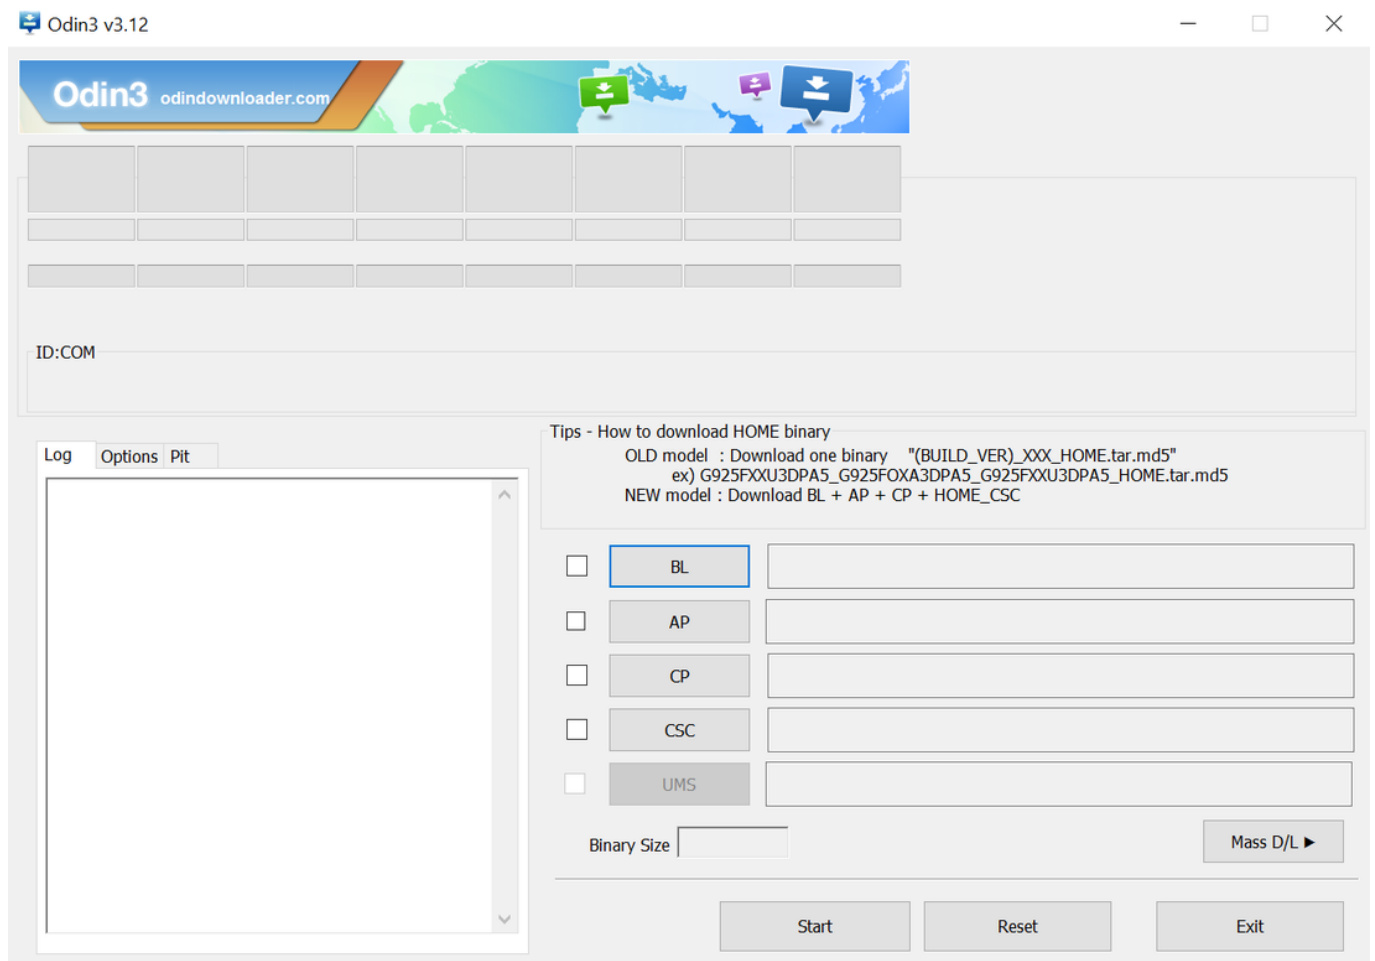 Odin3 v3.12
Odin3 odindownloader.com
ID:COM
Log Options Pit
Tips - How to download HOME binary
OLD model : Download one binary "(BUILD_VER)_XXX_HOME.tar.md5"
ex) G925FXXU3DPA5_G925FOXA3DPA5_G925FXXU3DPA5_HOME.tar.md5
NEW model : Download BL + AP + CP + HOME_CSC
BL
AP
CP
CSC
UMS
Binary Size
Mass D/L ►
Start Reset Exit